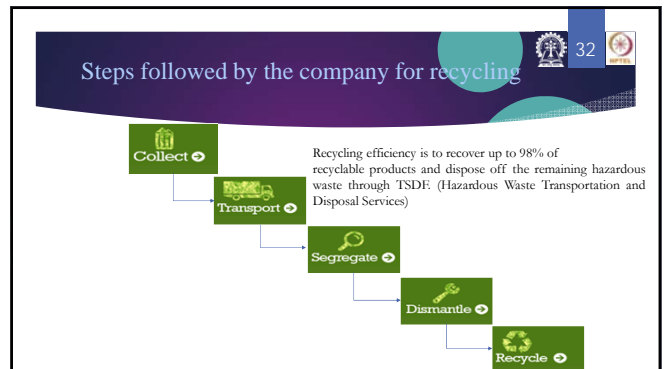 32
NPTEL
Steps followed by the company for recycling
Collect
Recycling efficiency is to recover up to 98% of
recyclable products and dispose off the remaining hazardous
waste through TSDF. (Hazardous Waste Transportation and
Disposal Services)
Transport
Segregate
Dismantle
Recycle